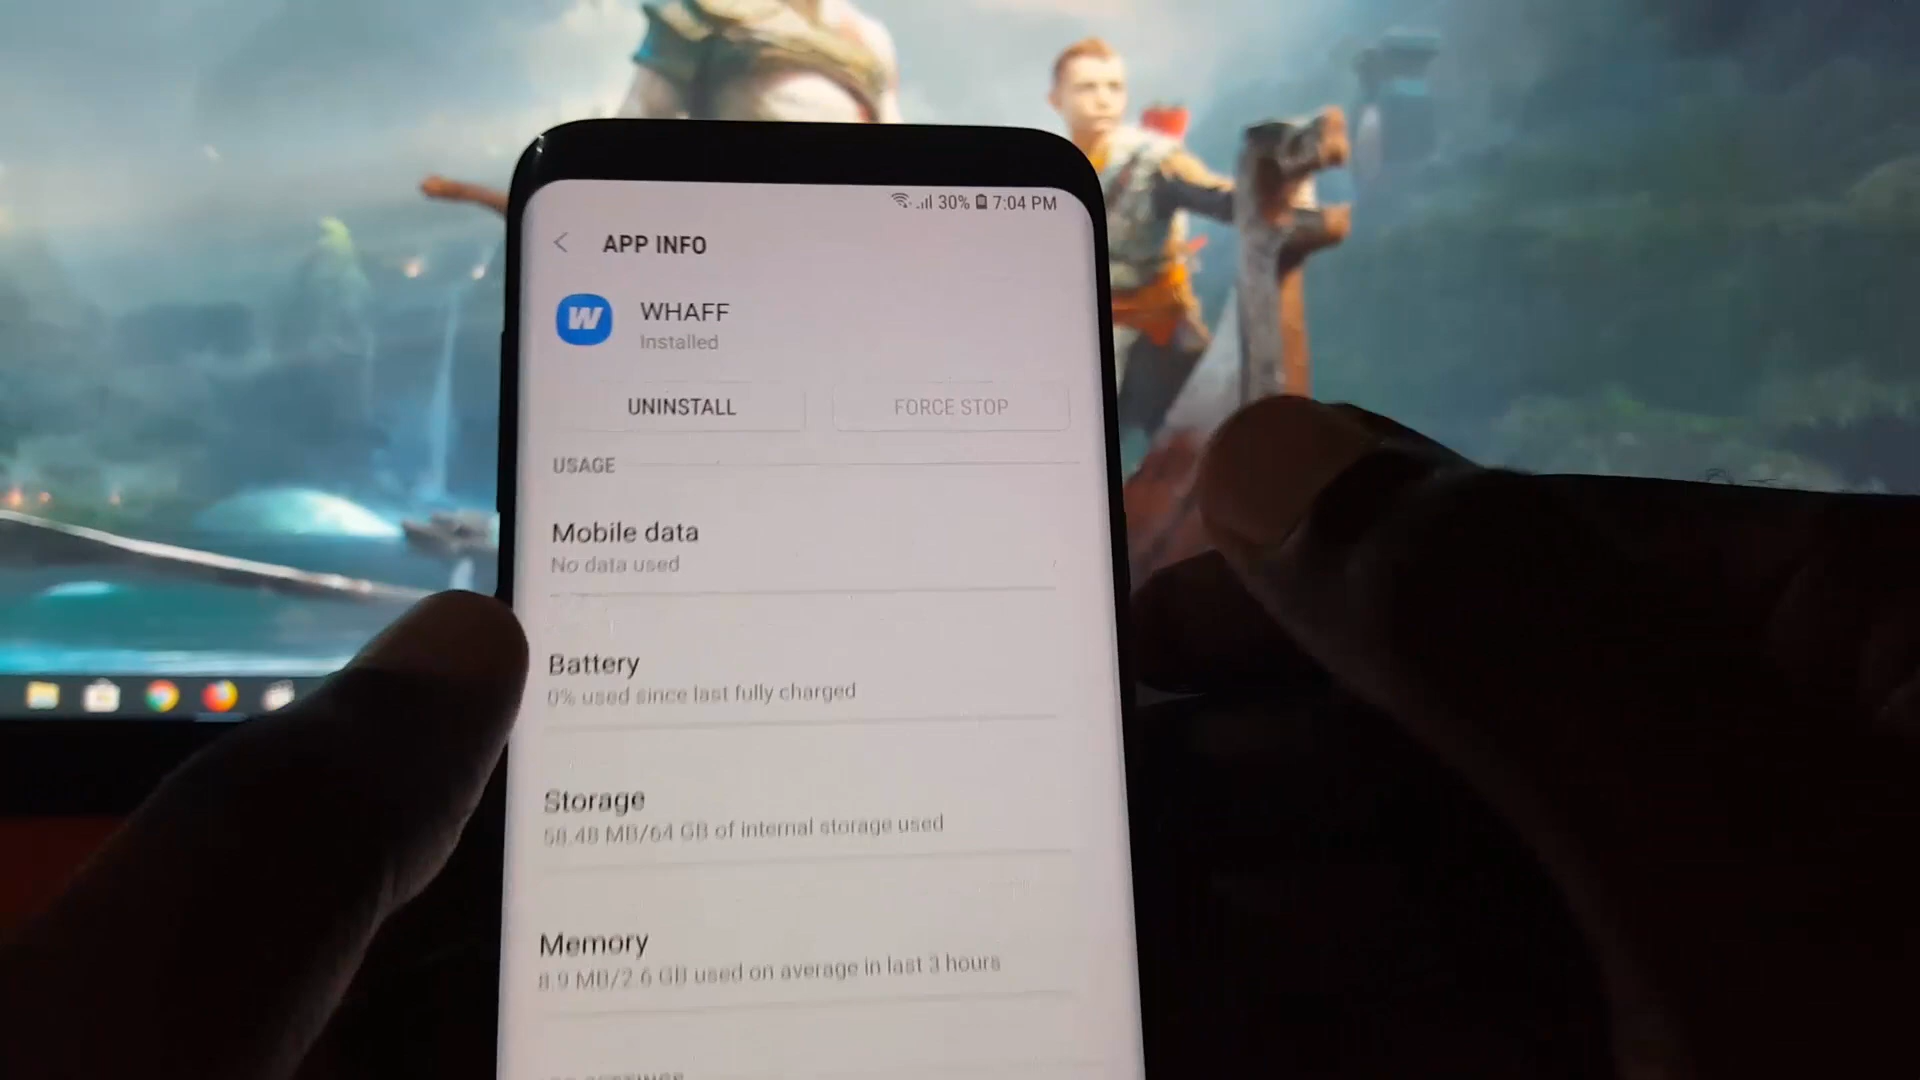 30% 7:04 PM
APP INFO
W
WHAFF
Installed
UNINSTALL
FORCE STOP
USAGE
Mobile data
No data used
Battery
0% used since last fully charged
Storage
58.48 MB/64 GB of internal storage used
Memory
8.9 MB/2.6 GB used on average in last 3 hours